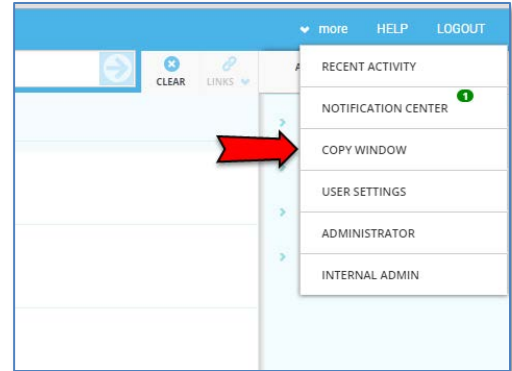 more HELP LOGOUT
CLEAR LINKS A
RECENT ACTIVITY
NOTIFICATION CENTER 1
COPY WINDOW
USER SETTINGS
ADMINISTRATOR
INTERNAL ADMIN